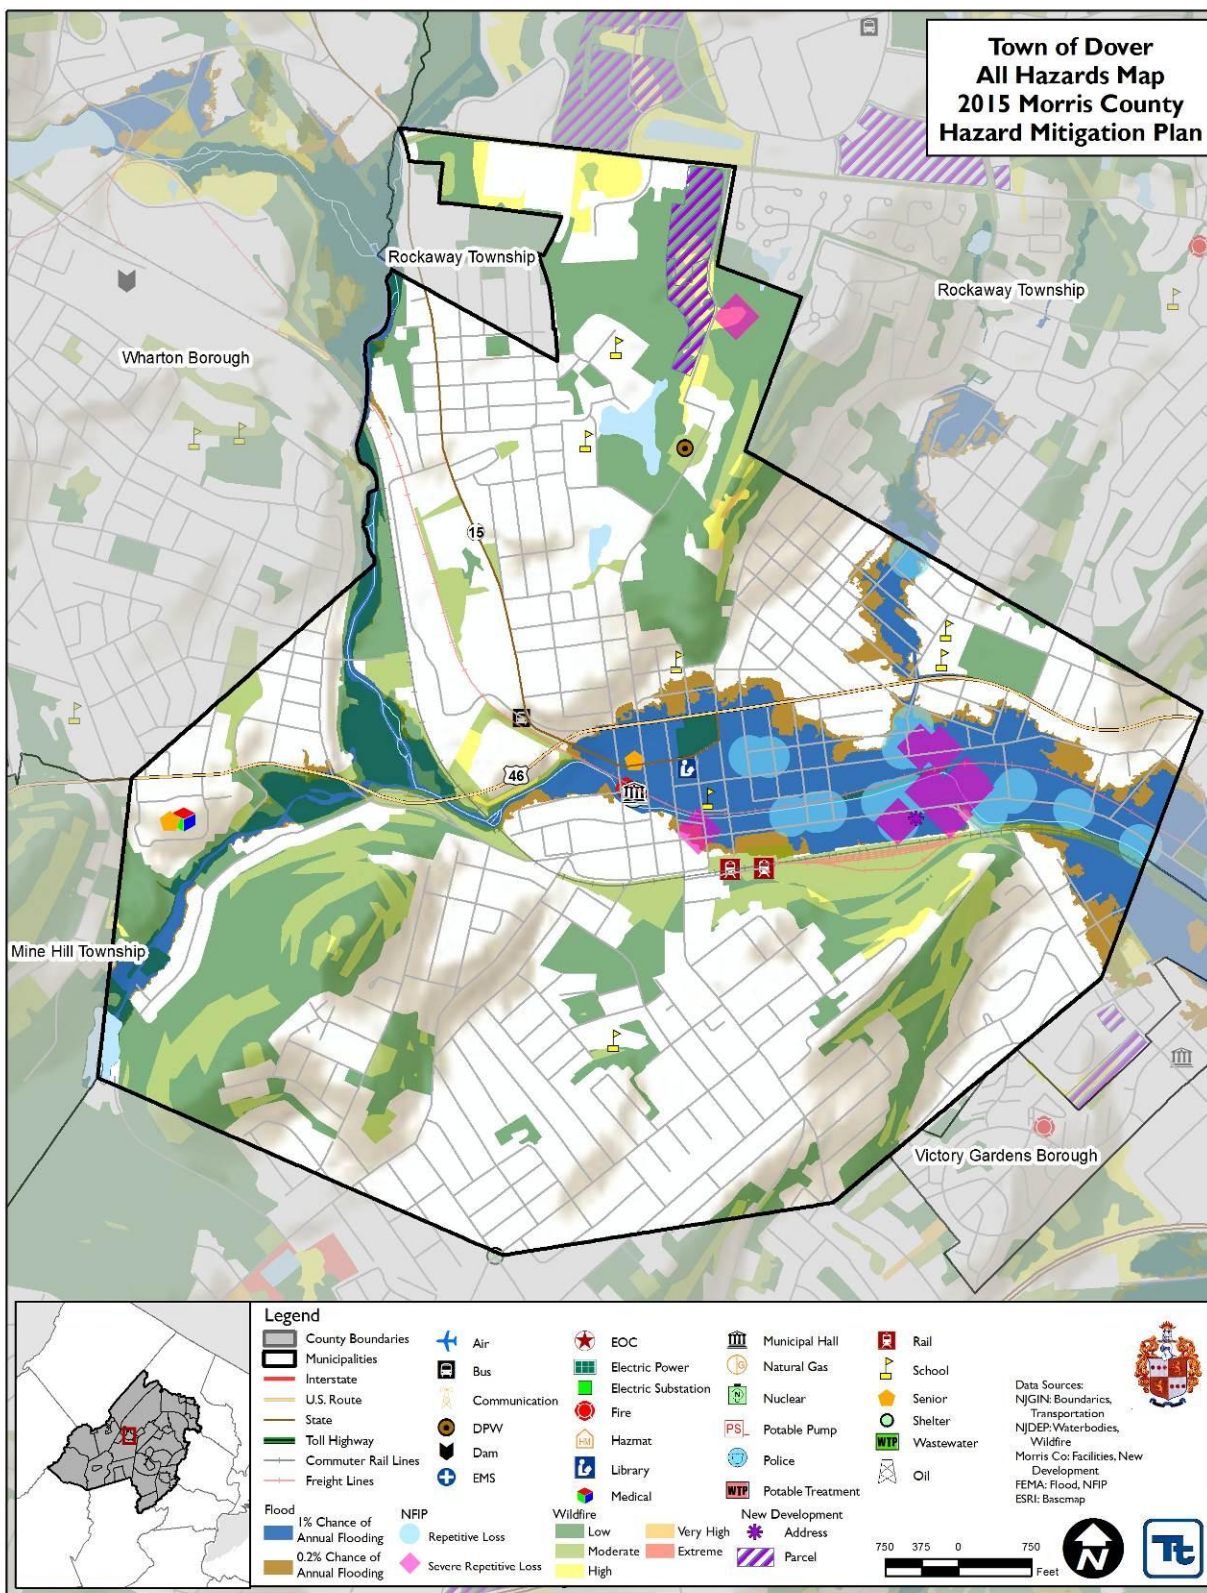 Town of Dover
All Hazards Map
2015 Morris County
Hazard Mitigation Plan
Rockaway Township
Rockaway Township
Wharton Borough
15
46
Mine Hill Township
Victory Gardens Borough
Legend
County Boundaries
Municipalities
Interstate
U.S. Route
State
Toll Highway
Commuter Rail Lines
Freight Lines
Air
Bus
Communication
DPW
Dam
EMS
EOC
Electric Power
Electric Substation
Fire
HM
Hazmat
Library
Medical
Municipal Hall
G
Natural Gas
N
Nuclear
PS
Potable Pump
Police
WTP
Potable Treatment
Rail
School
Senior
Shelter
WTP
Wastewater
Oil
Data Sources:
NJGIN: Boundaries,
Transportation
NJDEP: Waterbodies,
Wildfire
Morris Co: Facilities, New
Development
FEMA: Flood, NFIP
ESRI: Basemap
Flood
1% Chance of
Annual Flooding
0.2% Chance of
Annual Flooding
NFIP
Repetitive Loss
Severe Repetitive Loss
Wildfire
Low
Moderate
High
Very High
Extreme
New Development
Address
Parcel
750 375 0 750
Feet
N
Tt